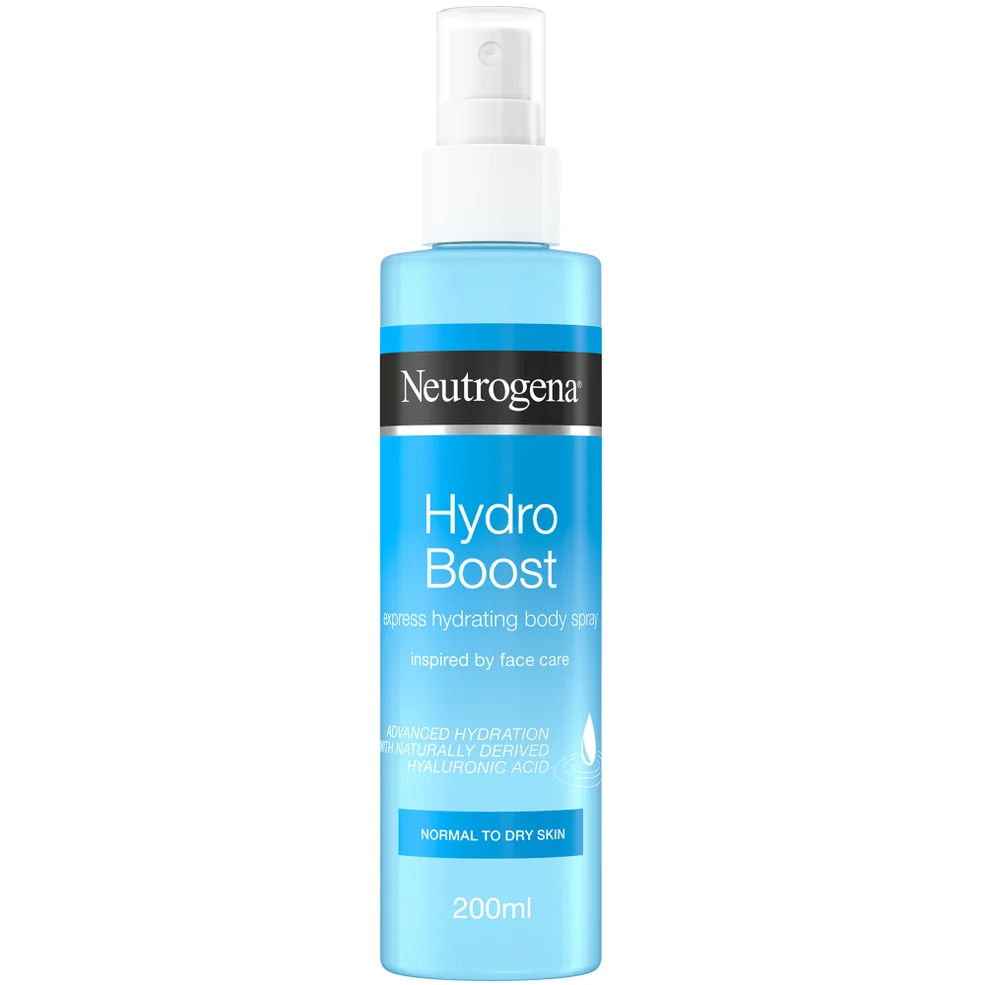 Neutrogena®
Hydro
Boost
express hydrating body spray
inspired by face care
ADVANCED HYDRATION
WITH NATURALLY DERIVED
HYALURONIC ACID
NORMAL TO DRY SKIN
200ml